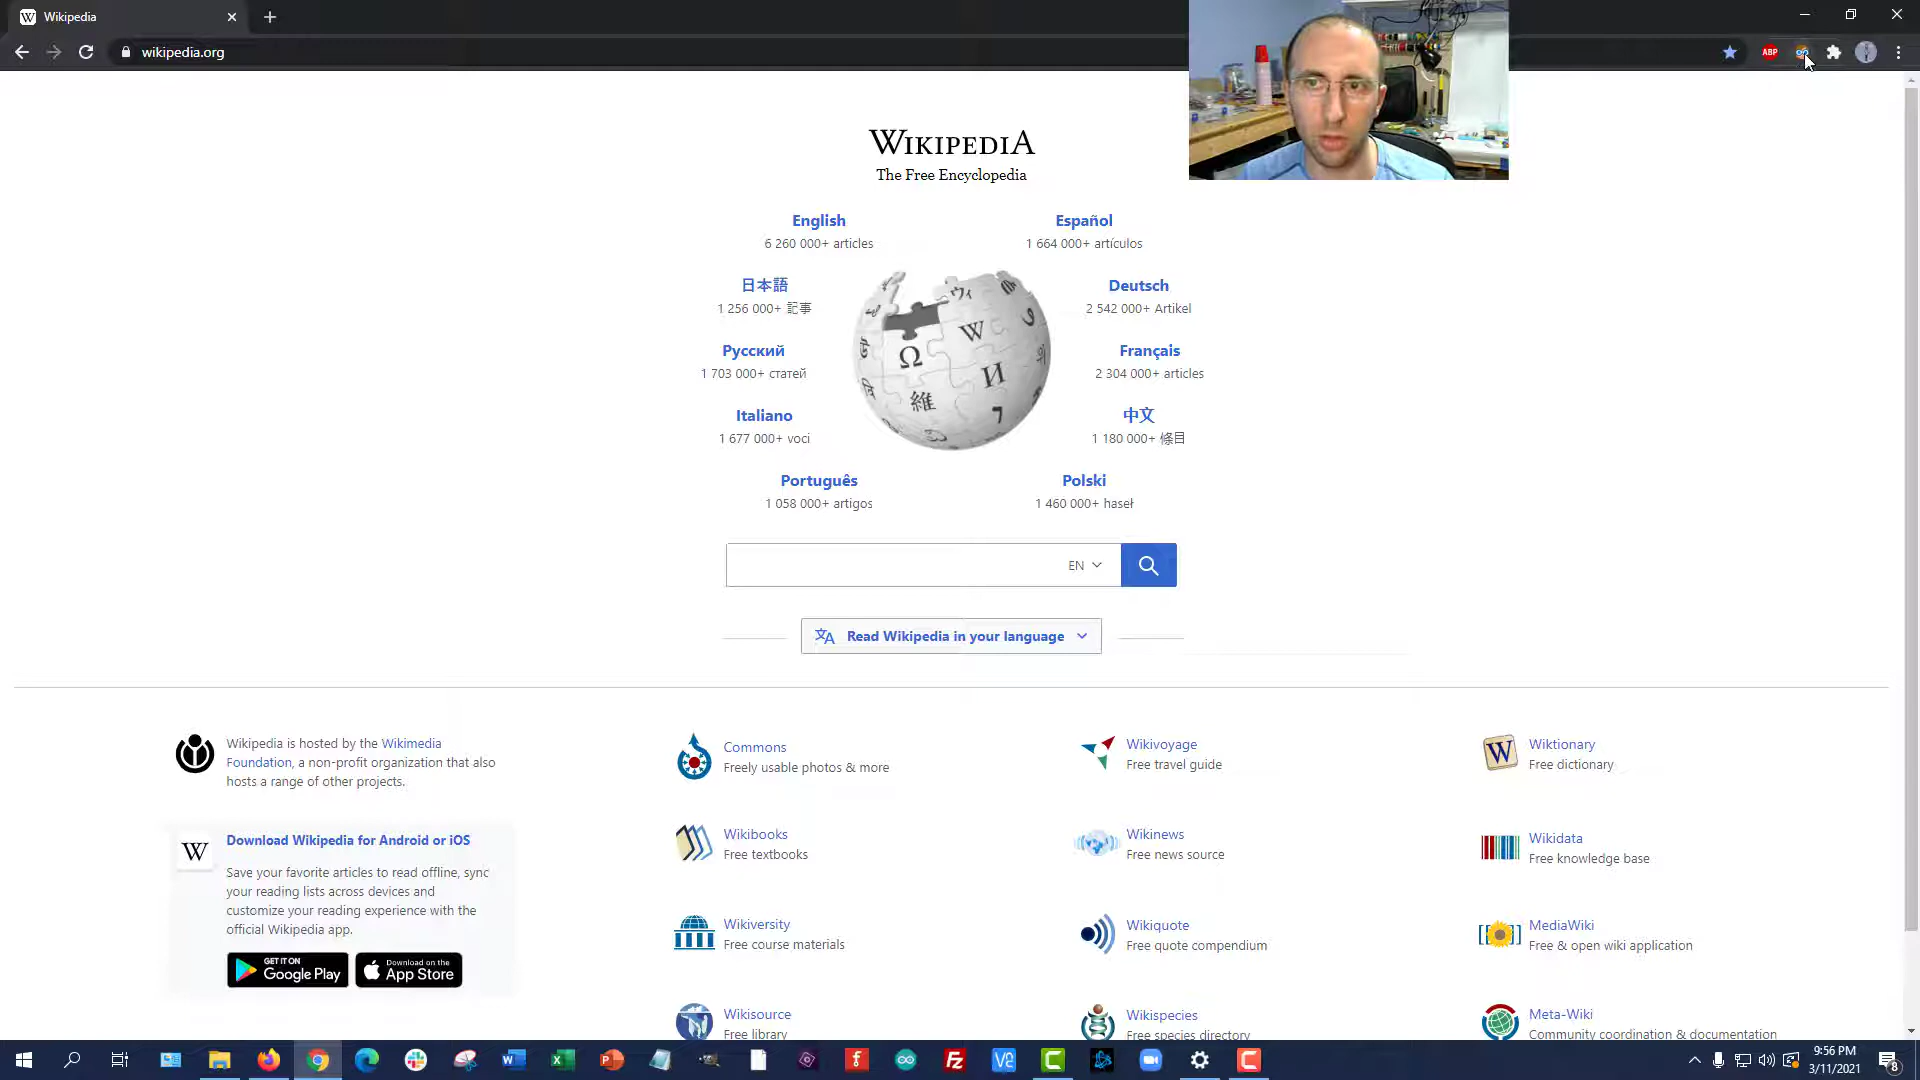 Wikipedia
wikipedia.org
ABP
WIKIPEDIA
The Free Encyclopedia
English
6 260 000+ articles
Español
1 664 000+ artículos
日本語
1 256 000+ 記事
Deutsch
2 542 000+ Artikel
Русский
1 703 000+ статей
Français
2 304 000+ articles
Italiano
1 677 000+ voci
中文
1 180 000+ 條目
Português
1 058 000+ artigos
Polski
1 460 000+ haseł
EN
Read Wikipedia in your language
Wikipedia is hosted by the Wikimedia
Foundation, a non-profit organization that also
hosts a range of other projects.
Download Wikipedia for Android or iOS
Save your favorite articles to read offline, sync
your reading lists across devices and
customize your reading experience with the
official Wikipedia app.
GET IT ON
Google Play
Download on the
App Store
Commons
Freely usable photos & more
Wikivoyage
Free travel guide
Wiktionary
Free dictionary
Wikibooks
Free textbooks
Wikinews
Free news source
Wikidata
Free knowledge base
Wikiversity
Free course materials
Wikiquote
Free quote compendium
MediaWiki
Free & open wiki application
Wikisource
Free library
Wikispecies
Free species directory
Meta-Wiki
Community coordination & documentation
9:56 PM
3/11/2021
8